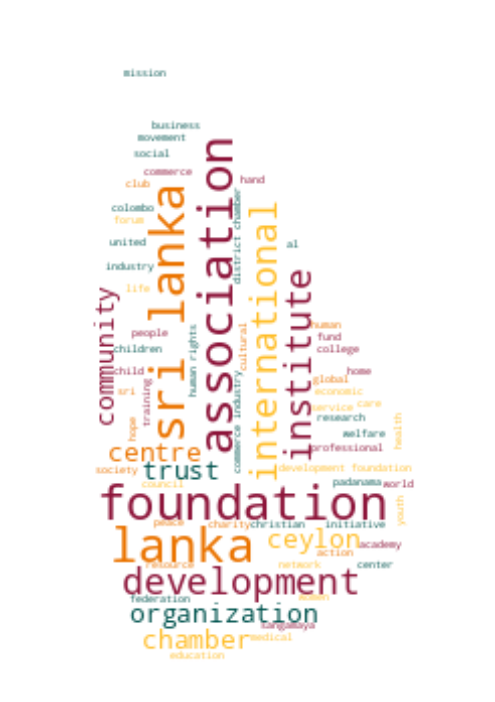 mission
business
movement
social
commerce
club
hand
colombo
forum
sri lanka
association
district chamber
international
united
al
industry
life
community
institute
people
children
human rights
cultural
human
fund
college
child
sri
training
home
global
economic
hope
commerce industry
service
care
research
health
welfare
professional
centre
society
trust
development foundation
council
padanama
world
foundation
youth
peace
charity
christian
initiative
lanka
ceylon
academy
action
resource
network
center
development
federation
women
organization
sangamaya
chamber
medical
education